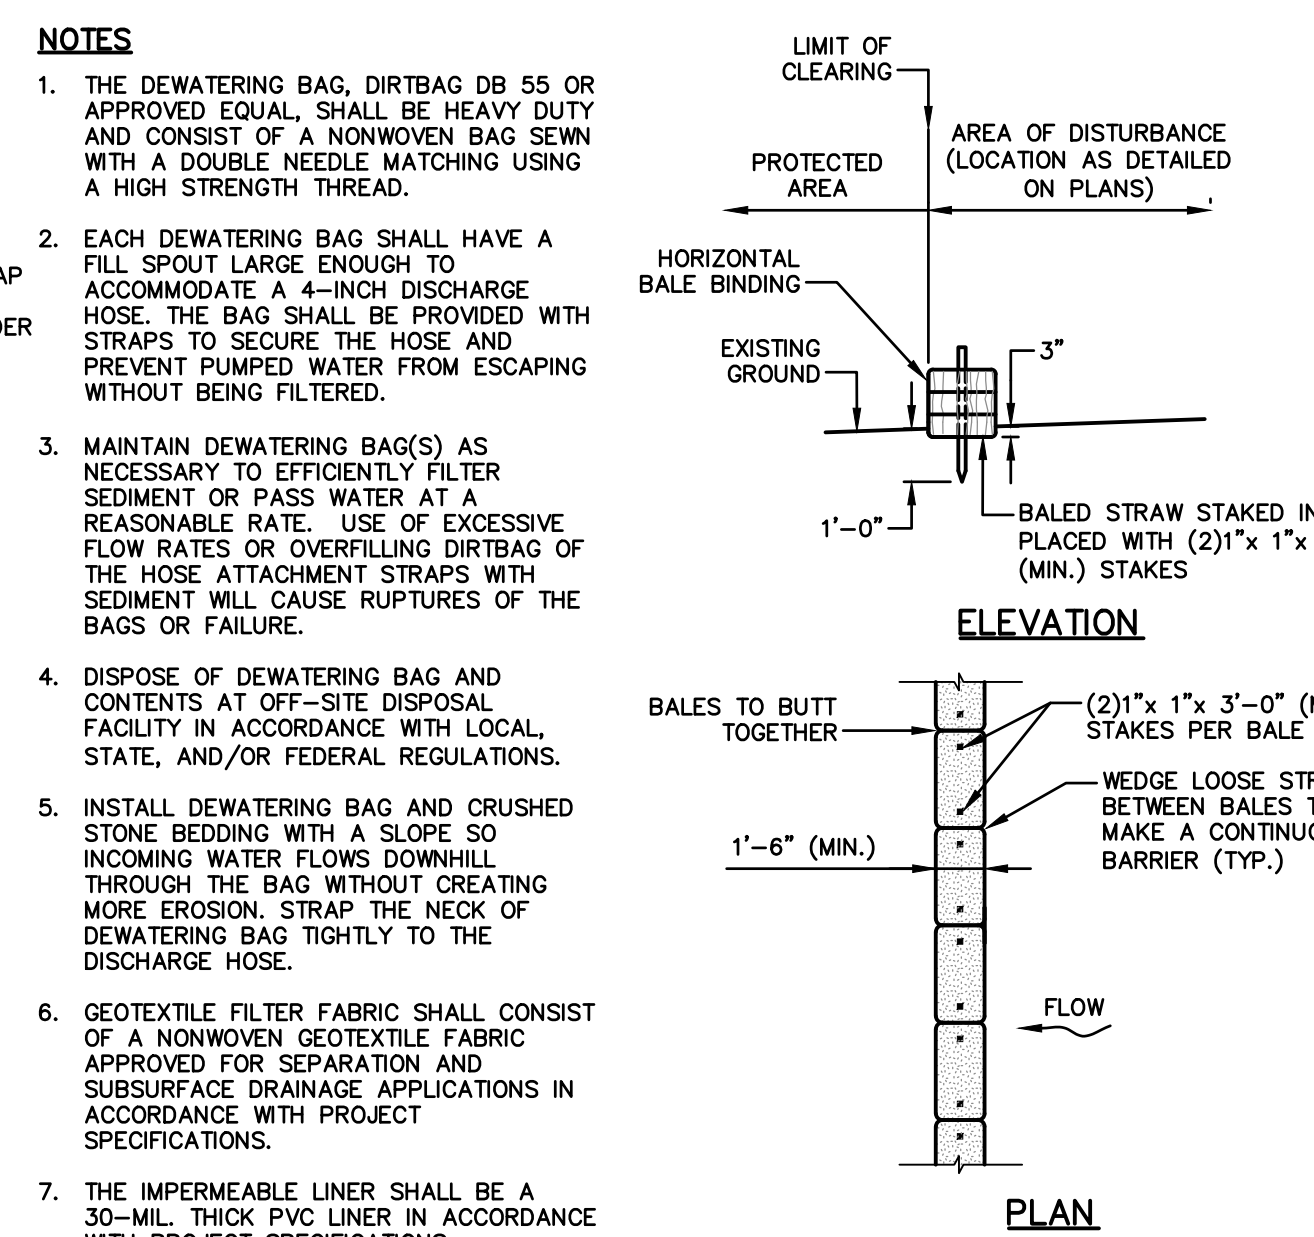 NOTES
1. THE DEWATERING BAG, DIRTBAG DB 55 OR
APPROVED EQUAL, SHALL BE HEAVY DUTY
AND CONSIST OF A NONWOVEN BAG SEWN
WITH A DOUBLE NEEDLE MATCHING USING
A HIGH STRENGTH THREAD.
2. EACH DEWATERING BAG SHALL HAVE A
FILL SPOUT LARGE ENOUGH TO
ACCOMMODATE A 4-INCH DISCHARGE
HOSE. THE BAG SHALL BE PROVIDED WITH
STRAPS TO SECURE THE HOSE AND
PREVENT PUMPED WATER FROM ESCAPING
WITHOUT BEING FILTERED.
3. MAINTAIN DEWATERING BAG(S) AS
NECESSARY TO EFFICIENTLY FILTER
SEDIMENT OR PASS WATER AT A
REASONABLE RATE. USE OF EXCESSIVE
FLOW RATES OR OVERFILLING DIRTBAG OF
THE HOSE ATTACHMENT STRAPS WITH
SEDIMENT WILL CAUSE RUPTURES OF THE
BAGS OR FAILURE.
4. DISPOSE OF DEWATERING BAG AND
CONTENTS AT OFF-SITE DISPOSAL
FACILITY IN ACCORDANCE WITH LOCAL,
STATE, AND/OR FEDERAL REGULATIONS.
5. INSTALL DEWATERING BAG AND CRUSHED
STONE BEDDING WITH A SLOPE SO
INCOMING WATER FLOWS DOWNHILL
THROUGH THE BAG WITHOUT CREATING
MORE EROSION. STRAP THE NECK OF
DEWATERING BAG TIGHTLY TO THE
DISCHARGE HOSE.
6. GEOTEXTILE FILTER FABRIC SHALL CONSIST
OF A NONWOVEN GEOTEXTILE FABRIC
APPROVED FOR SEPARATION AND
SUBSURFACE DRAINAGE APPLICATIONS IN
ACCORDANCE WITH PROJECT
SPECIFICATIONS.
7. THE IMPERMEABLE LINER SHALL BE A
30-MIL. THICK PVC LINER IN ACCORDANCE
LIMIT OF
CLEARING
PROTECTED
AREA
AREA OF DISTURBANCE
(LOCATION AS DETAILED
ON PLANS)
HORIZONTAL
BALE BINDING
EXISTING
GROUND
3"
1'-0"
BALED STRAW STAKED IN
PLACED WITH (2)1"x 1"x
(MIN.) STAKES
ELEVATION
BALES TO BUTT
TOGETHER
(2)1"x 1"x 3'-0"
STAKES PER BALE
WEDGE LOOSE
BETWEEN BALES
MAKE A
BARRIER (TYP.)
1'-6" (MIN.)
FLOW
PLAN